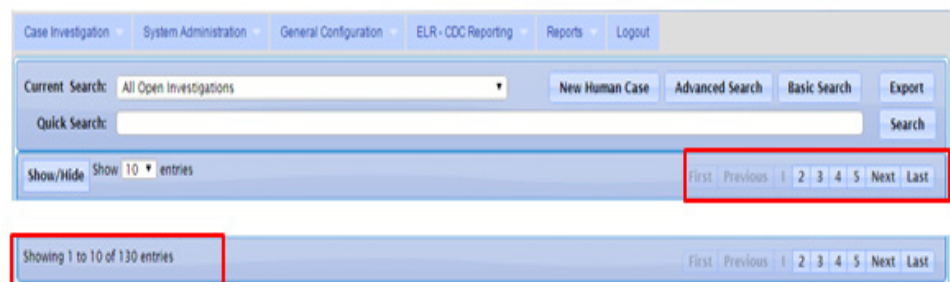 Case Investigation System Administration General Configuration ELR - CDC Reporting Reports Logout
Current Search: All Open Investigations New Human Case Advanced Search Basic Search Export
Quick Search: Search
Show/Hide Show 10 entries First Previous 1 2 3 4 5 Next Last
Showing 1 to 10 of 130 entries First Previous 1 2 3 4 5 Next Last